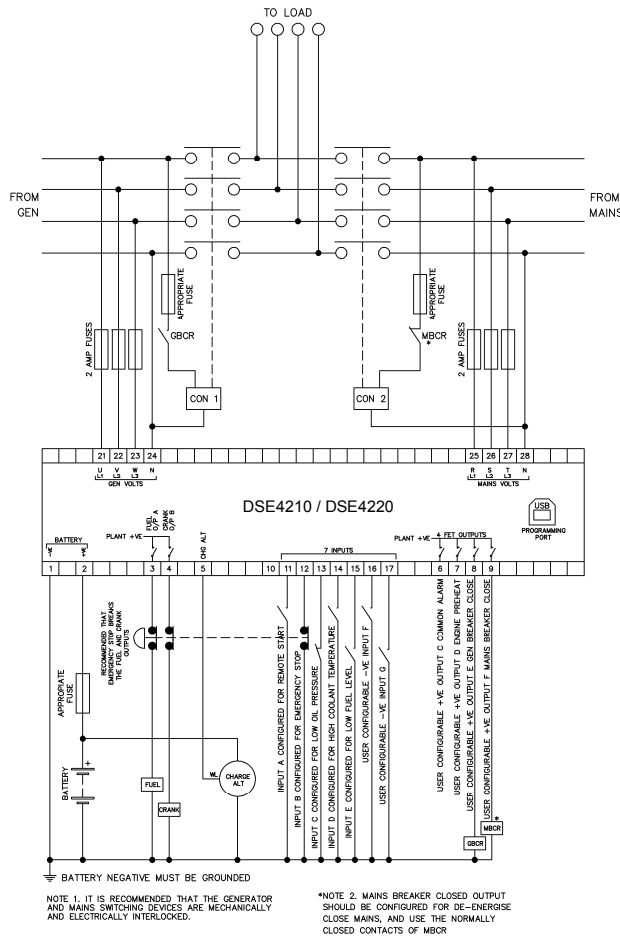 TO LOAD
FROM
GEN
FROM
MAINS
APPROPRIATE
FUSE
APPROPRIATE
FUSE
GBCR
MBCR
*
2 AMP FUSES
2 AMP FUSES
CON 1
CON 2
21 22 23 24
25 26 27 28
U V W N
L1 L2 L3
GEN VOLTS
R S T N
L1 L2 L3
MAINS VOLTS
DSE4210 / DSE4220
USB
PROGRAMMING
PORT
BATTERY
-VE
+VE
PLANT +VE
FUEL
O/P A
CRANK
O/P B
CHG ALT
7 INPUTS
PLANT +VE
4 FET OUTPUTS
1 2 3 4 5 10 11 12 13 14 15 16 17 6 7 8 9
RECOMMENDED THAT
EMERGENCY STOP BREAKS
THE FUEL AND CRANK
OUTPUTS
APPROPIATE
FUSE
BATTERY
+
FUEL
CRANK
WL
CHARGE
ALT
INPUT A CONFIGURED FOR REMOTE START
INPUT B CONFIGURED FOR EMERGENCY STOP
INPUT C CONFIGURED FOR LOW OIL PRESSURE
INPUT D CONFIGURED FOR HIGH COOLANT TEMPERATURE
INPUT E CONFIGURED FOR LOW FUEL LEVEL
USER CONFIGURABLE -VE INPUT F
USER CONFIGURABLE -VE INPUT G
USER CONFIGURABLE +VE OUTPUT C COMMON ALARM
USER CONFIGURABLE +VE OUTPUT D ENGINE PREHEAT
USER CONFIGURABLE +VE OUTPUT E GEN BREAKER CLOSE
USER CONFIGURABLE +VE OUTPUT F MAINS BREAKER CLOSE
*
MBCR
GBCR
BATTERY NEGATIVE MUST BE GROUNDED
NOTE 1. IT IS RECOMMENDED THAT THE GENERATOR
AND MAINS SWITCHING DEVICES ARE MECHANICALLY
AND ELECTRICALLY INTERLOCKED.
*NOTE 2. MAINS BREAKER CLOSED OUTPUT
SHOULD BE CONFIGURED FOR DE-ENERGISE
CLOSE MAINS, AND USE THE NORMALLY
CLOSED CONTACTS OF MBCR